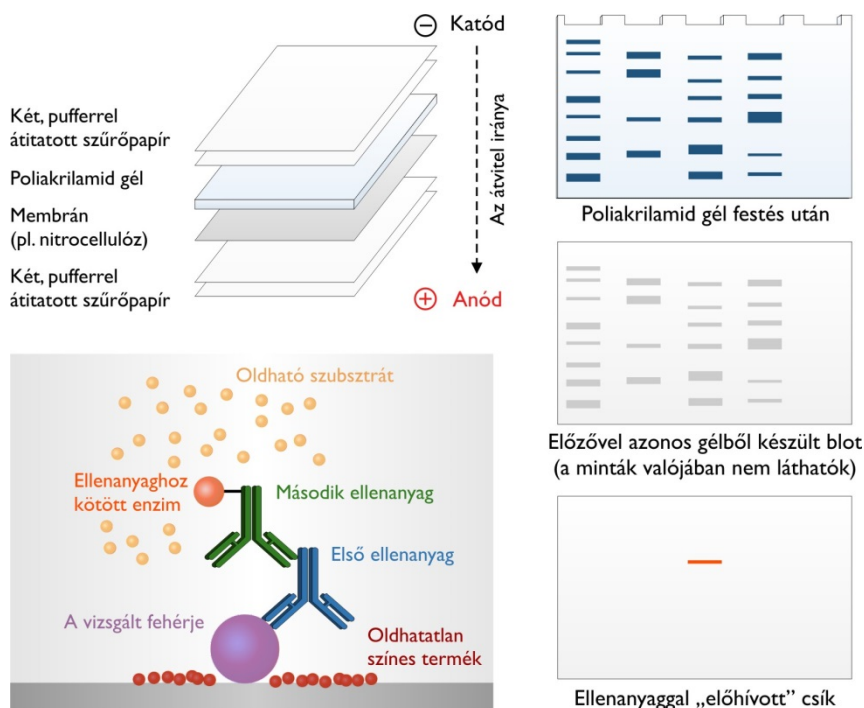 ⊖ Katód
Két, pufferrel
átitatott szűrőpapír
Poliakrilamid gél
Membrán
(pl. nitrocellulóz)
Két, pufferrel
átitatott szűrőpapír
Az átvitel iránya
⊕ Anód
Poliakrilamid gél festés után
Előzővel azonos gélből készült blot
(a minták valójában nem láthatók)
Ellenanyaggal „előhívott” csík
Oldható szubsztrát
Ellenanyaghoz
kötött enzim
Második ellenanyag
Első ellenanyag
A vizsgált fehérje
Oldhatatlan
színes termék